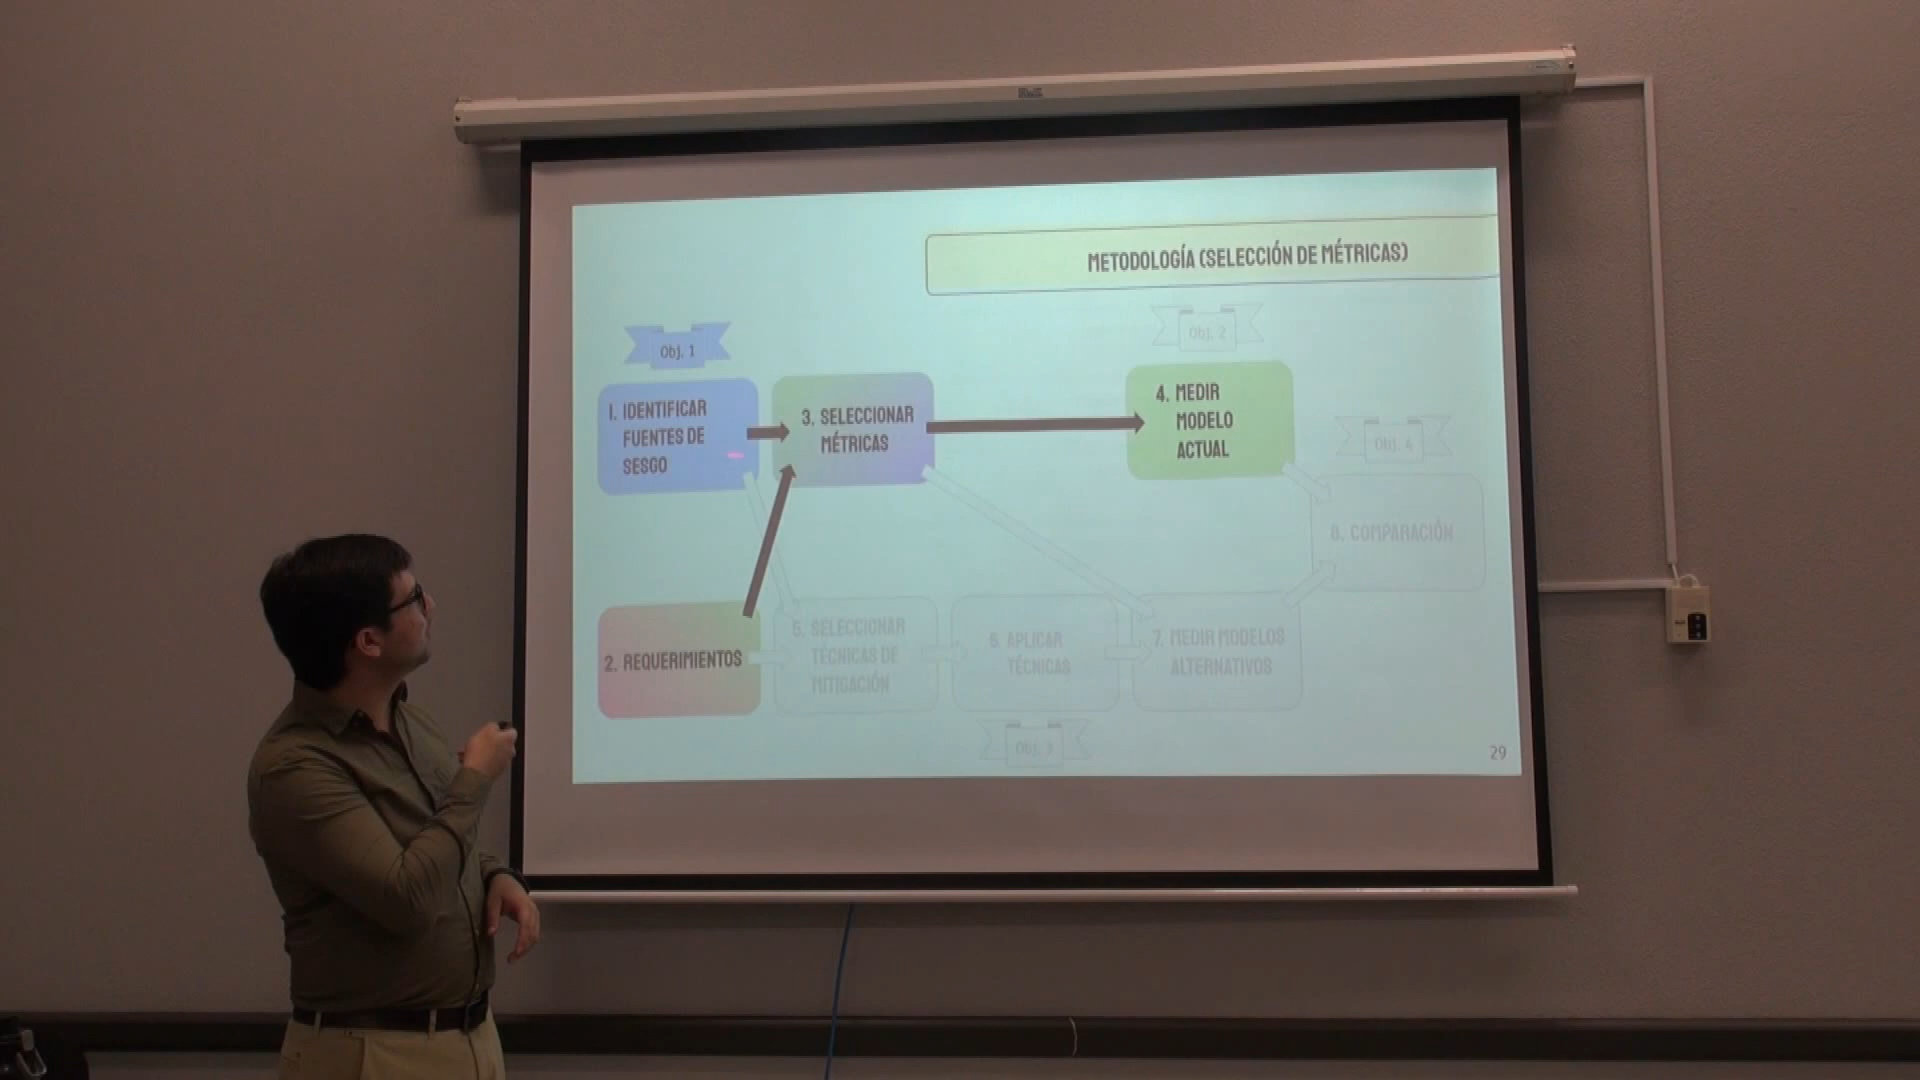 METODOLOGÍA (SELECCIÓN DE MÉTRICAS)
Obj. 1
Obj. 2
1. IDENTIFICAR
FUENTES DE
SESGO
3. SELECCIONAR
MÉTRICAS
4. MEDIR
MODELO
ACTUAL
Obj. 4
8. COMPARACIÓN
2. REQUERIMIENTOS
5. SELECCIONAR
TÉCNICAS DE
MITIGACIÓN
6. APLICAR
TÉCNICAS
7. MEDIR MODELOS
ALTERNATIVOS
Obj. 3
29